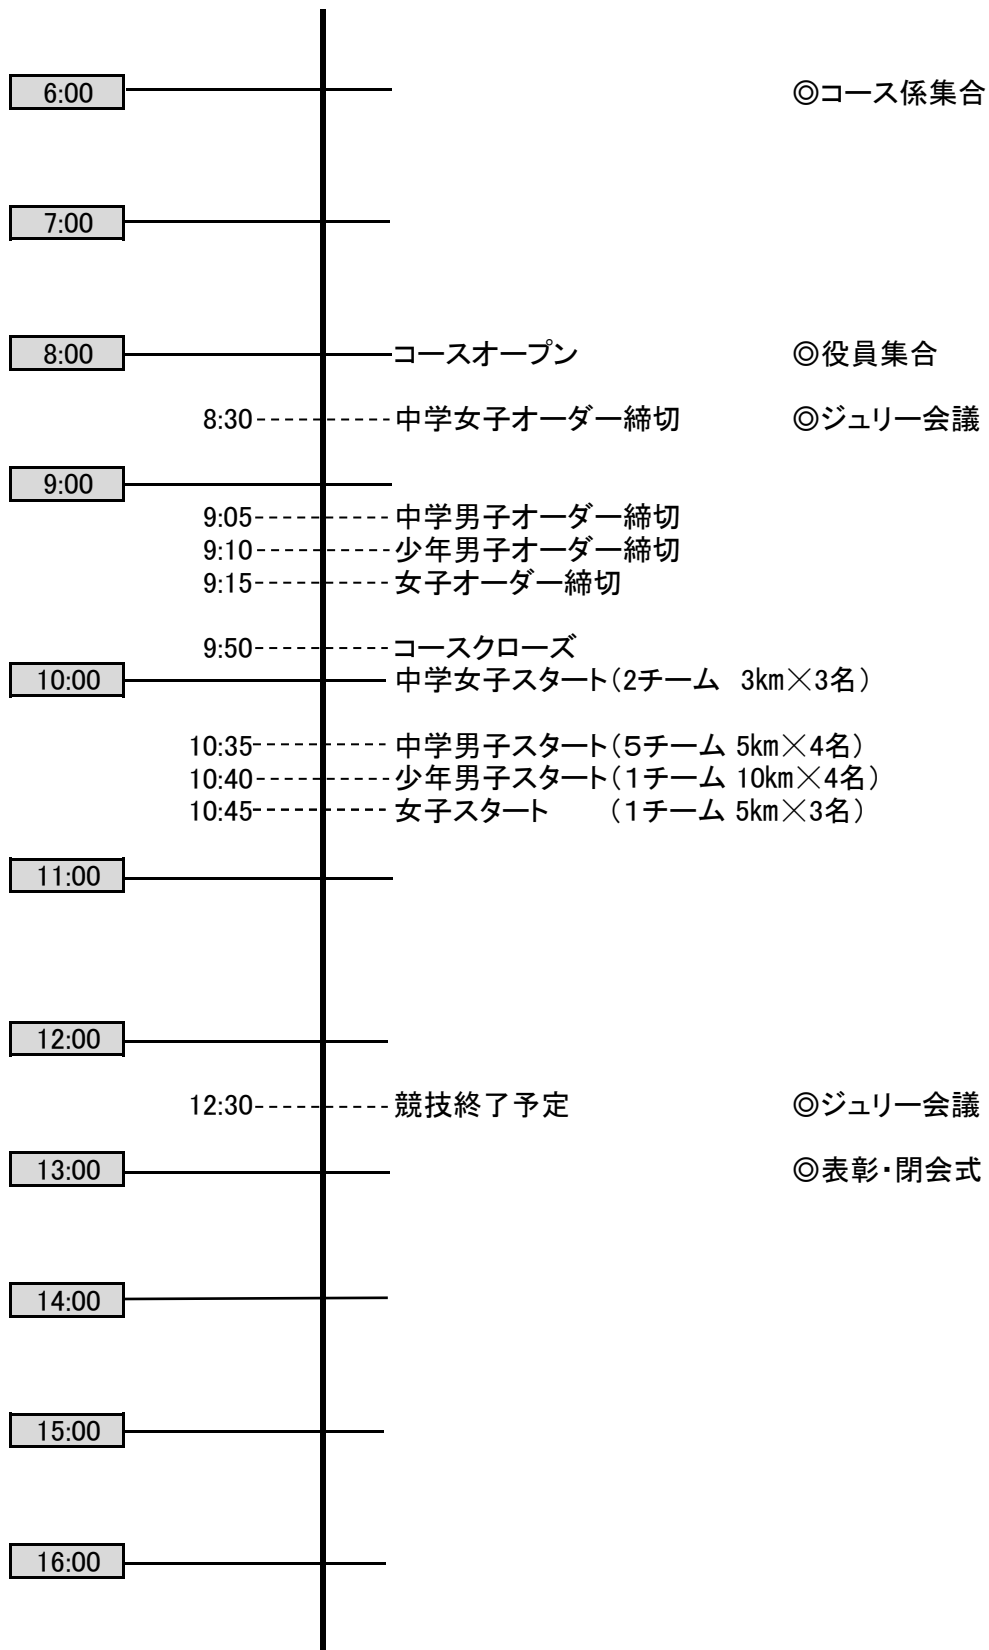 6:00 ◎コース係集合
7:00
8:00 コースオープン ◎役員集合
8:30 中学女子オーダー締切 ◎ジュリー会議
9:00
9:05 中学男子オーダー締切
9:10 少年男子オーダー締切
9:15 女子オーダー締切
9:50 コースクローズ
10:00 中学女子スタート（2チーム 3km×3名）
10:35 中学男子スタート（５チーム 5km×4名）
10:40 少年男子スタート（１チーム 10km×4名）
10:45 女子スタート （１チーム 5km×3名）
11:00
12:00
12:30 競技終了予定 ◎ジュリー会議
13:00 ◎表彰・閉会式
14:00
15:00
16:00